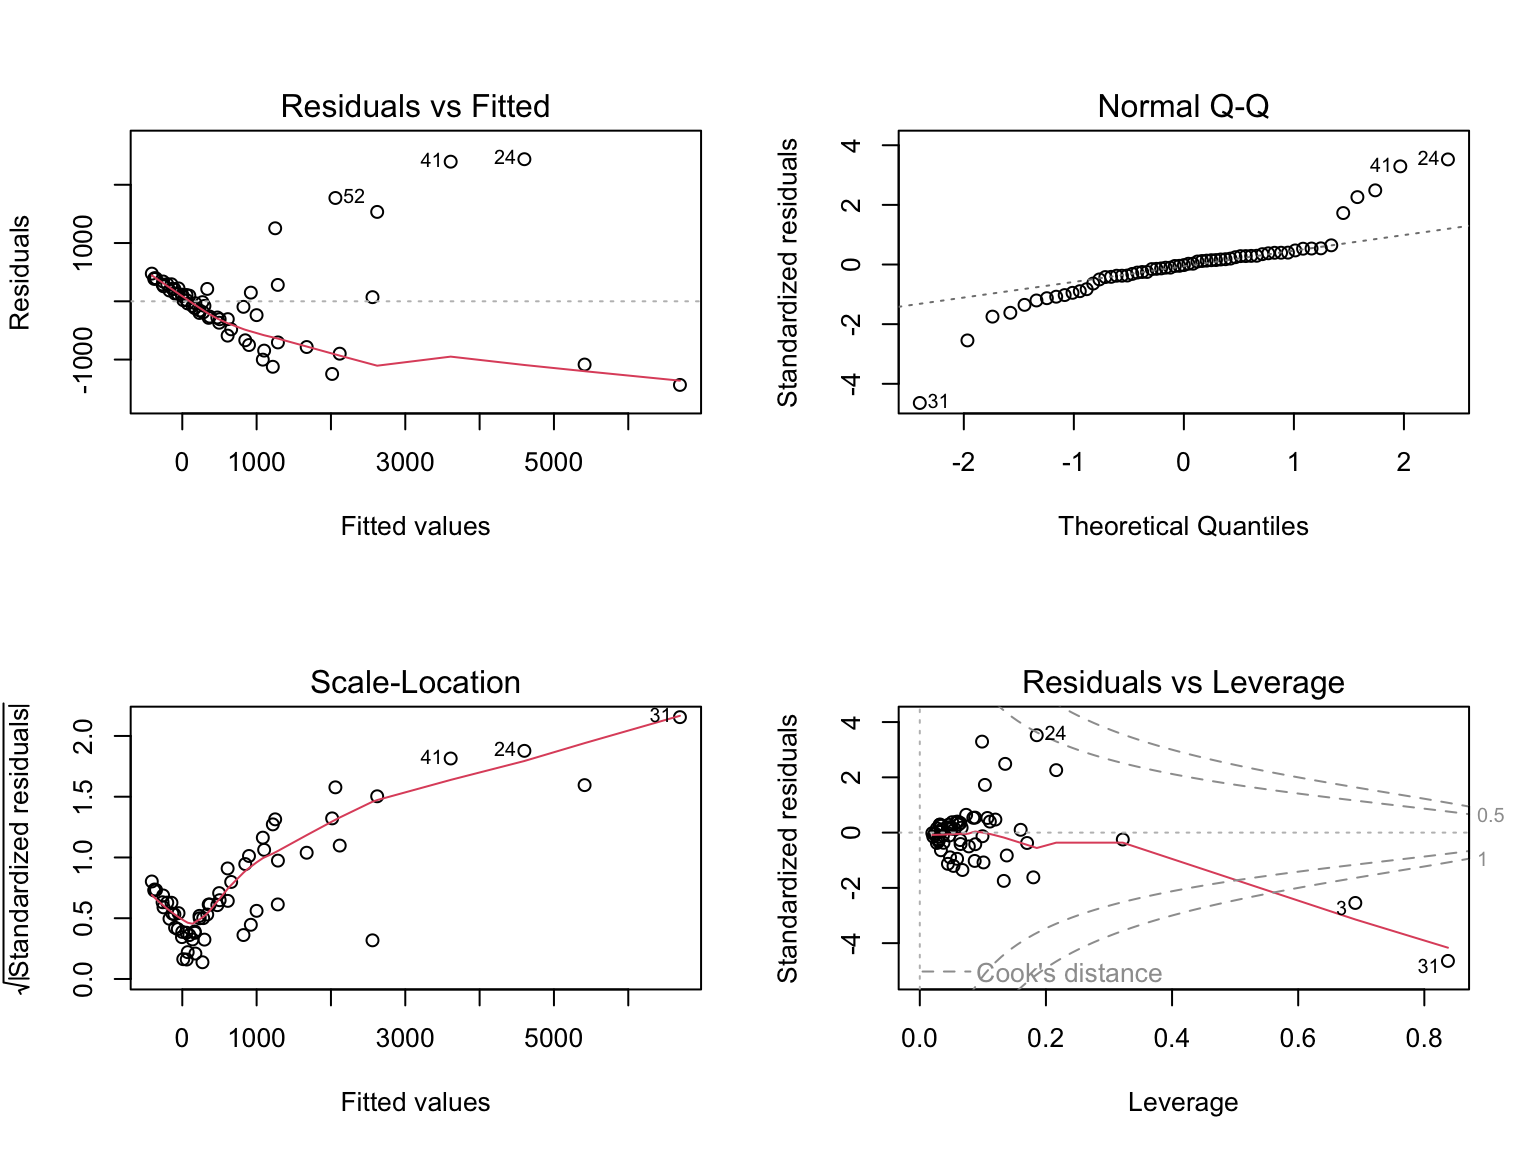 Residuals vs Fitted
Residuals
-1000 1000
41
24
52
0 1000 3000 5000
Fitted values
Normal Q-Q
Standardized residuals
-4 -2 0 2 4
41
24
31
-2 -1 0 1 2
Theoretical Quantiles
Scale-Location
√|Standardized residuals|
0.0 0.5 1.0 1.5 2.0
31
41
24
0 1000 3000 5000
Fitted values
Residuals vs Leverage
Standardized residuals
-4 -2 0 2 4
24
0.5
1
3
31
Cook's distance
0.0 0.2 0.4 0.6 0.8
Leverage